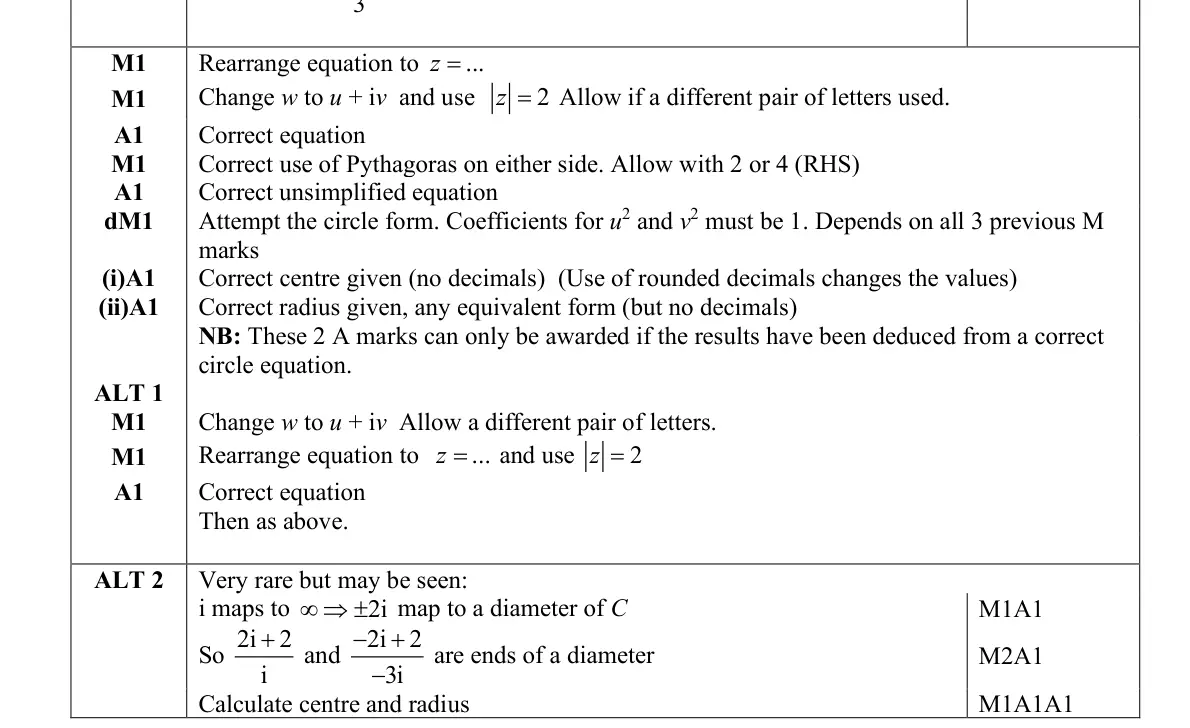 3
M1 Rearrange equation to z = ...
M1 Change w to u + iv and use |z| = 2 Allow if a different pair of letters used.
A1 Correct equation
M1 Correct use of Pythagoras on either side. Allow with 2 or 4 (RHS)
A1 Correct unsimplified equation
dM1 Attempt the circle form. Coefficients for u² and v² must be 1. Depends on all 3 previous M
marks
(i)A1 Correct centre given (no decimals) (Use of rounded decimals changes the values)
(ii)A1 Correct radius given, any equivalent form (but no decimals)
NB: These 2 A marks can only be awarded if the results have been deduced from a correct
circle equation.
ALT 1
M1 Change w to u + iv Allow a different pair of letters.
M1 Rearrange equation to z = ... and use |z| = 2
A1 Correct equation
Then as above.
ALT 2 Very rare but may be seen:
i maps to ∞ ⇒ ±2i map to a diameter of C M1A1
So (2i + 2)/i and (−2i + 2)/(−3i) are ends of a diameter M2A1
Calculate centre and radius M1A1A1